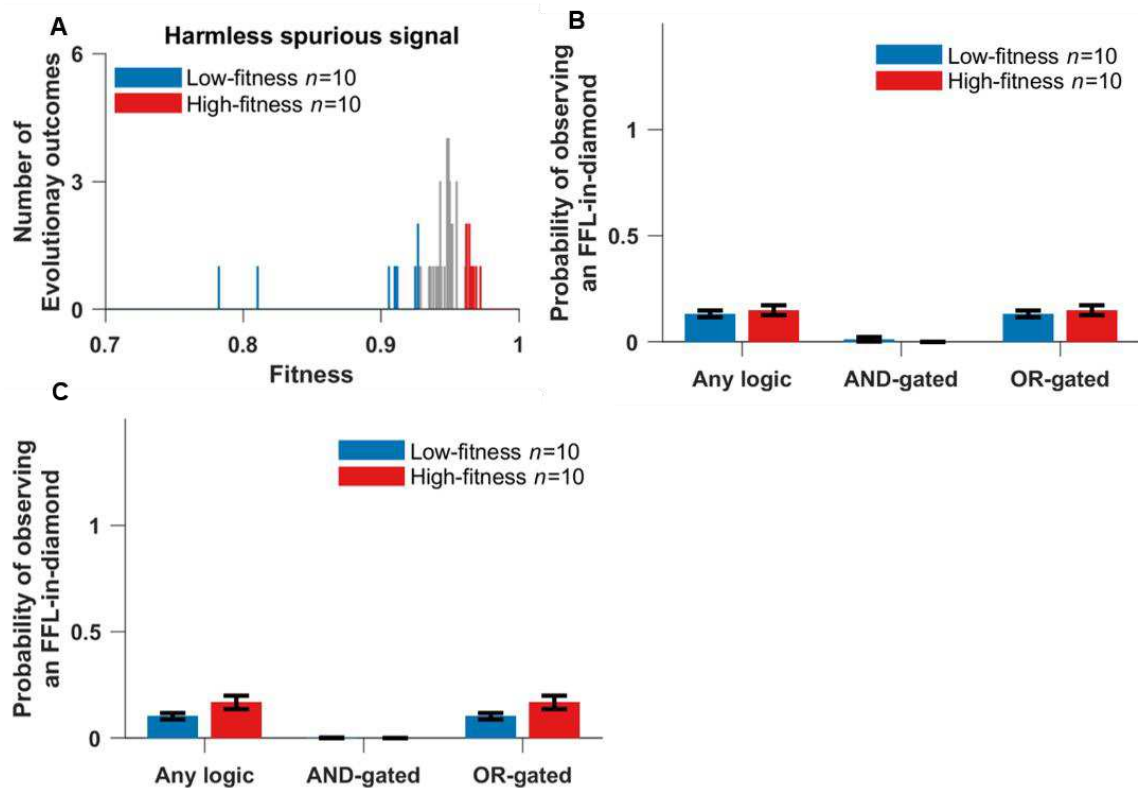 A
Harmless spurious signal
6
3
0
Number of
Evolutionay outcomes
Low-fitness n=10
High-fitness n=10
0.7 0.8 0.9 1
Fitness
B
Probability of observing
an FFL-in-diamond
1
0.5
0
Low-fitness n=10
High-fitness n=10
Any logic AND-gated OR-gated
C
Probability of observing
an FFL-in-diamond
1
0.5
0
Low-fitness n=10
High-fitness n=10
Any logic AND-gated OR-gated